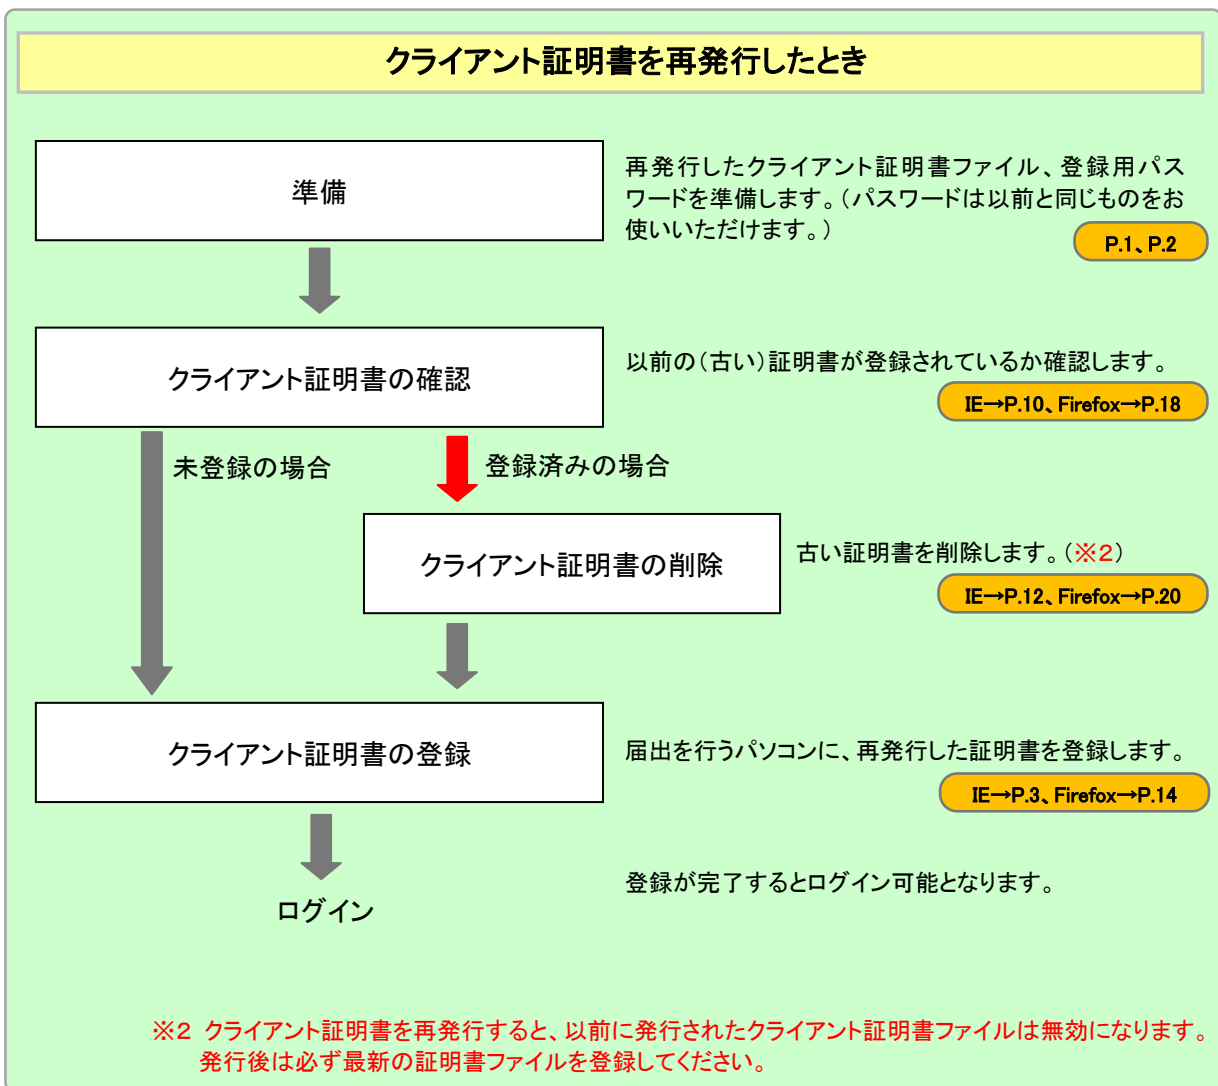 クライアント証明書を再発行したとき
準備
再発行したクライアント証明書ファイル、登録用パス
ワードを準備します。（パスワードは以前と同じものをお
使いいただけます。）
P.1、P.2
クライアント証明書の確認
以前の（古い）証明書が登録されているか確認します。
IE→P.10、Firefox→P.18
未登録の場合
登録済みの場合
クライアント証明書の削除
古い証明書を削除します。（※２）
IE→P.12、Firefox→P.20
クライアント証明書の登録
届出を行うパソコンに、再発行した証明書を登録します。
IE→P.3、Firefox→P.14
登録が完了するとログイン可能となります。
ログイン
※２ クライアント証明書を再発行すると、以前に発行されたクライアント証明書ファイルは無効になります。
発行後は必ず最新の証明書ファイルを登録してください。